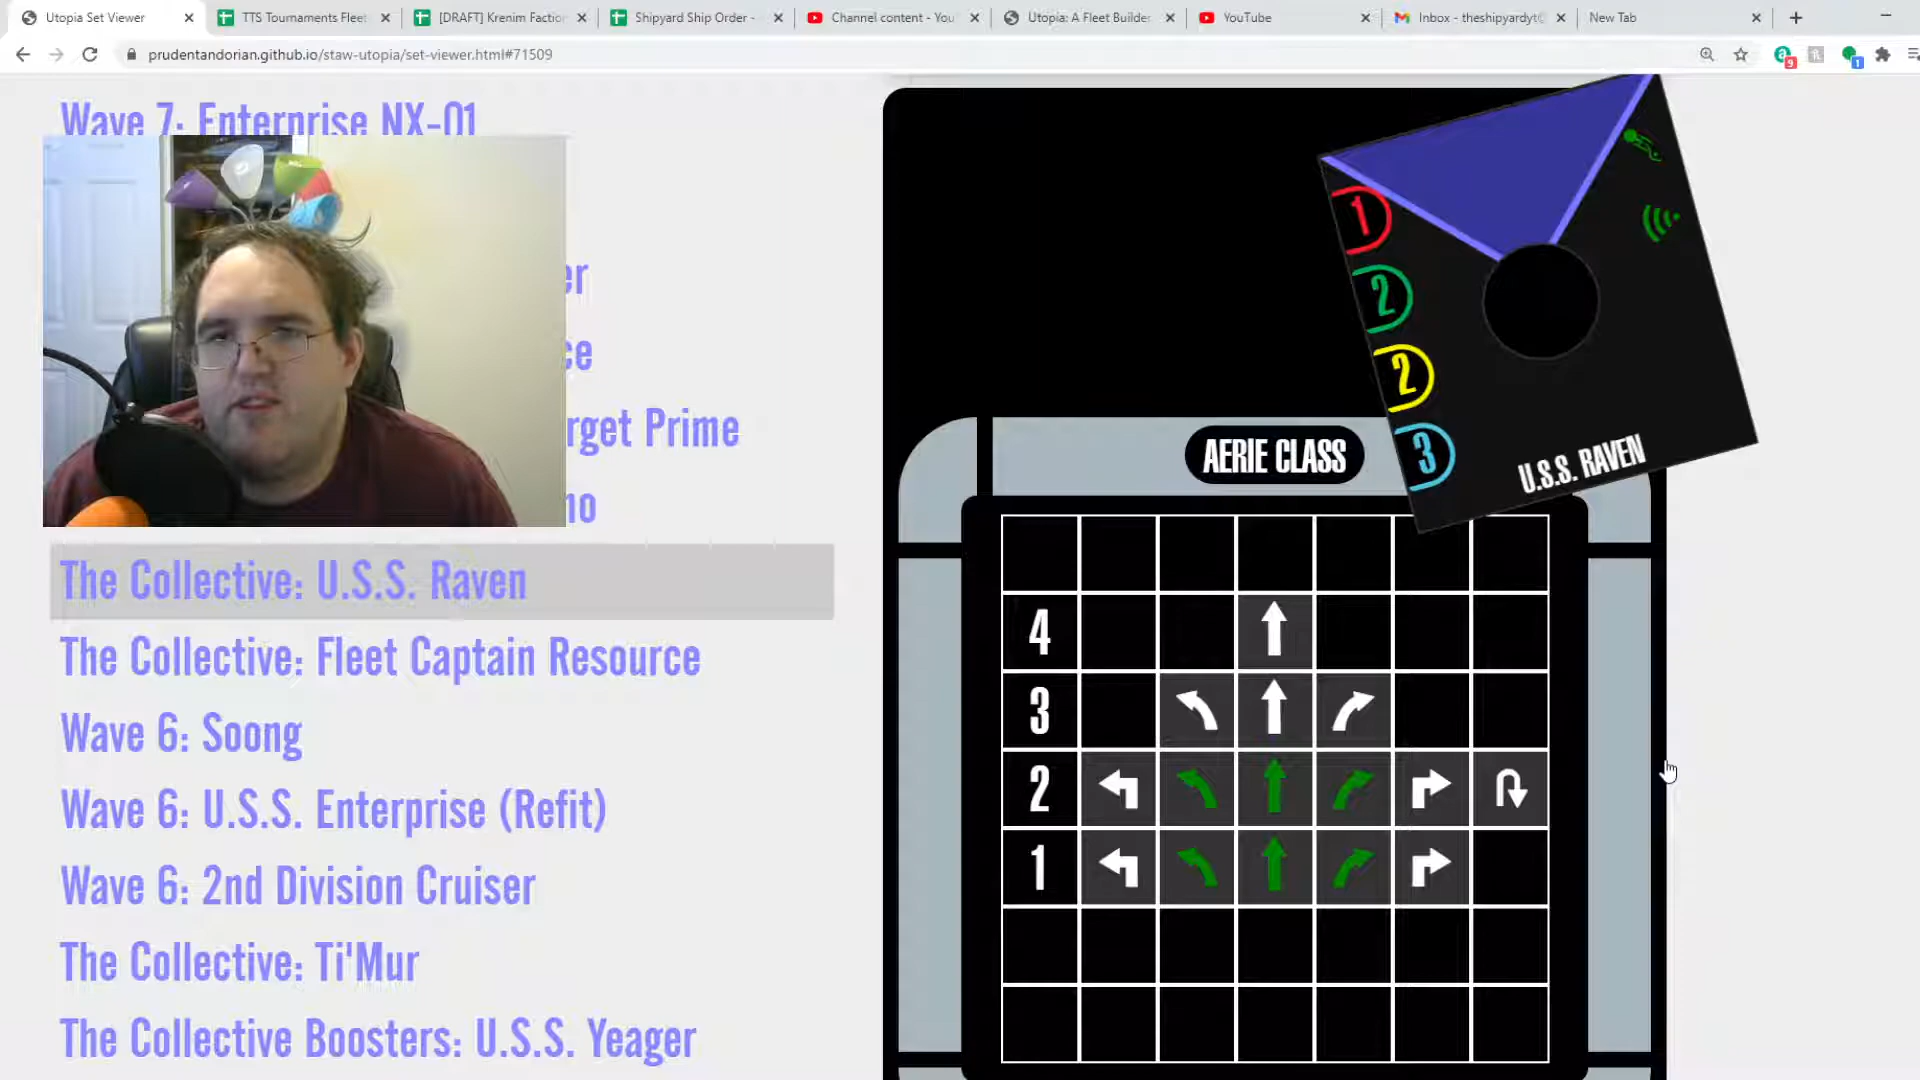 Utopia Set Viewer
TTS Tournaments Fleet
[DRAFT] Krenim Factio
Shipyard Ship Order -
Channel content - You
Utopia: A Fleet Builder
YouTube
Inbox - theshipyardyt@
New Tab
prudentandorian.github.io/staw-utopia/set-viewer.html#71509
9
1
Wave 7: Enterprise NX-01
er
ce
rget Prime
no
The Collective: U.S.S. Raven
The Collective: Fleet Captain Resource
Wave 6: Soong
Wave 6: U.S.S. Enterprise (Refit)
Wave 6: 2nd Division Cruiser
The Collective: Ti'Mur
The Collective Boosters: U.S.S. Yeager
1
2
2
3
U.S.S. RAVEN
AERIE CLASS
4
3
2
1